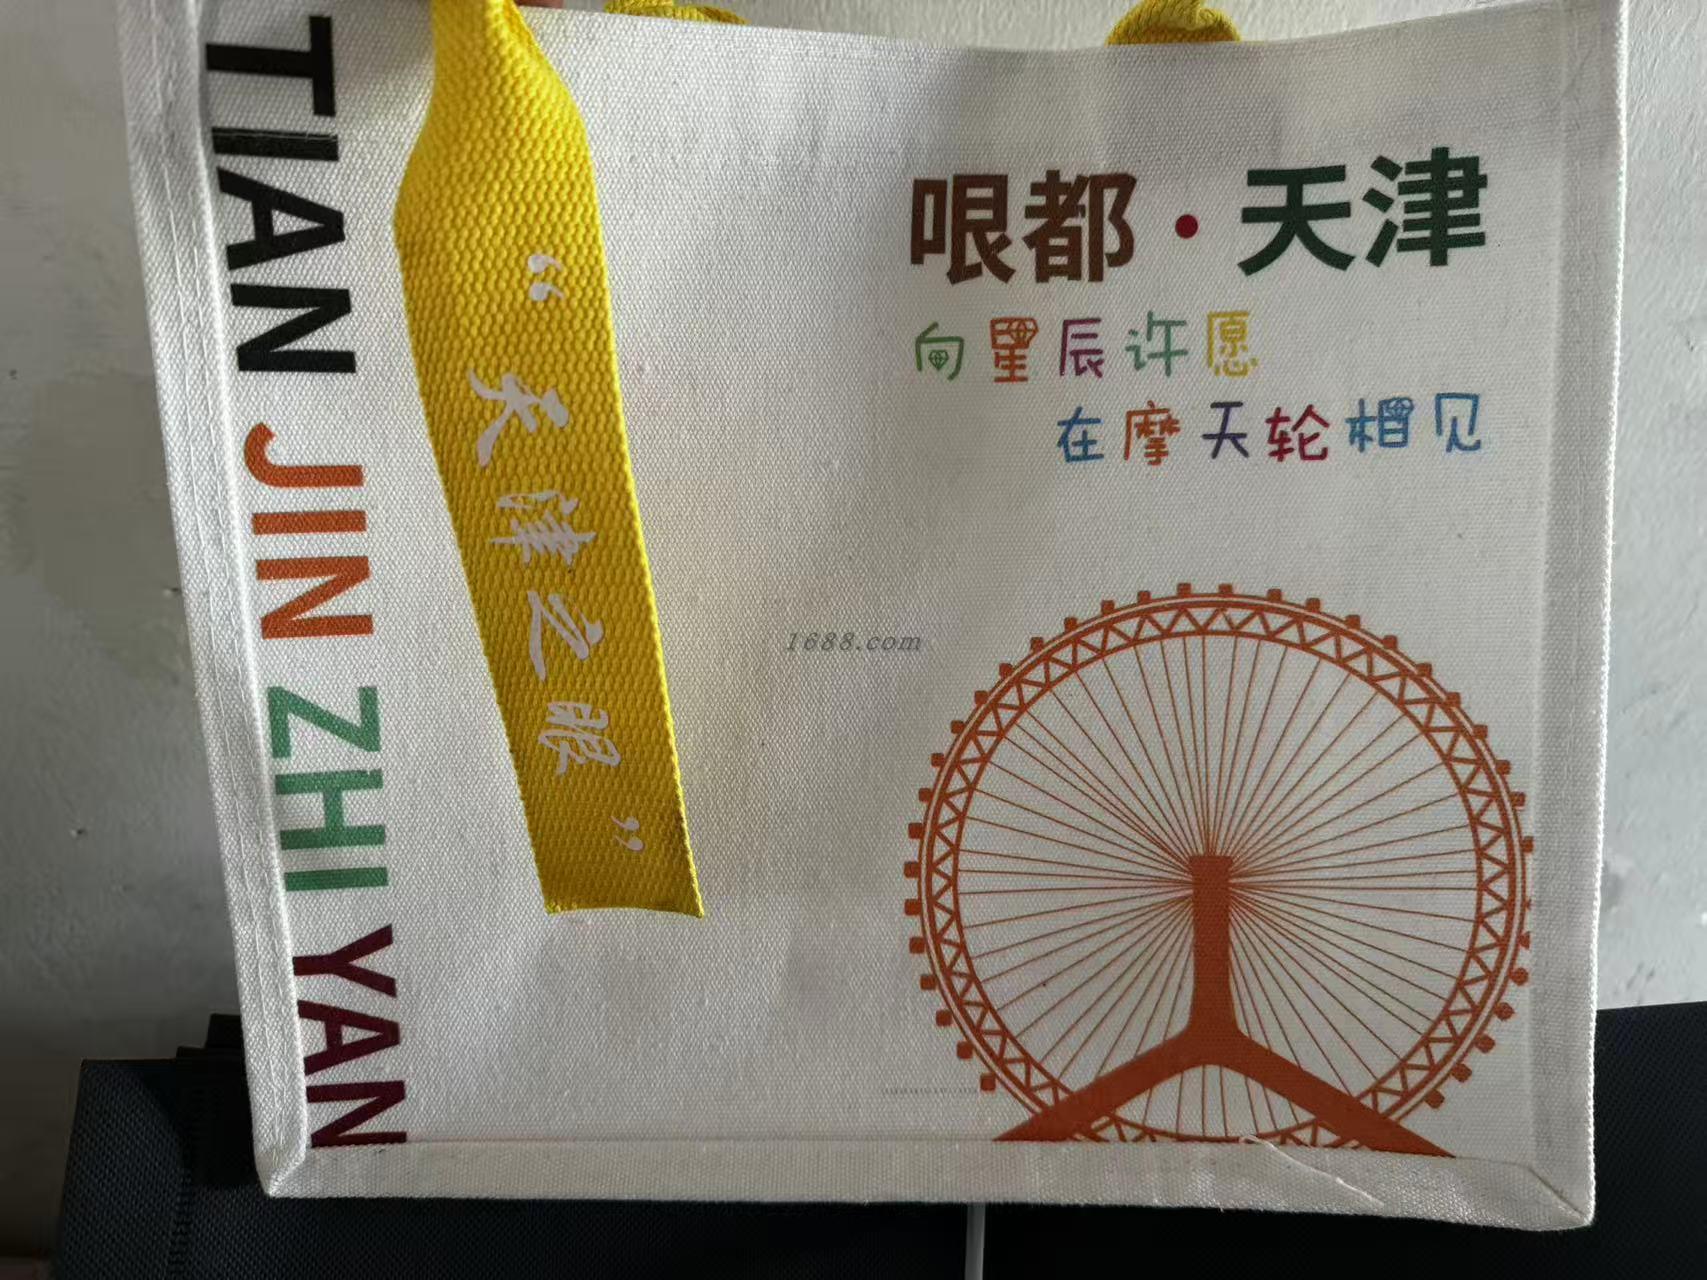 TIAN JIN ZHI YAN
“天津之眼”
哏都·天津
向星辰许愿
在摩天轮相见
1688.com